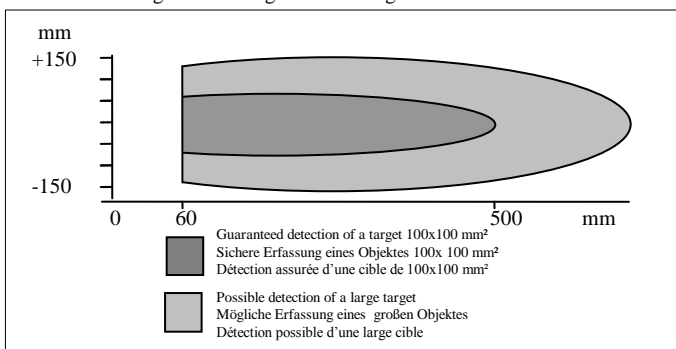 mm
+150
-150
0 60 500 mm
Guaranteed detection of a target 100x100 mm²
Sichere Erfassung eines Objektes 100x 100 mm²
Détection assurée d'une cible de 100x100 mm²
Possible detection of a large target
Mögliche Erfassung eines großen Objektes
Détection possible d'une large cible